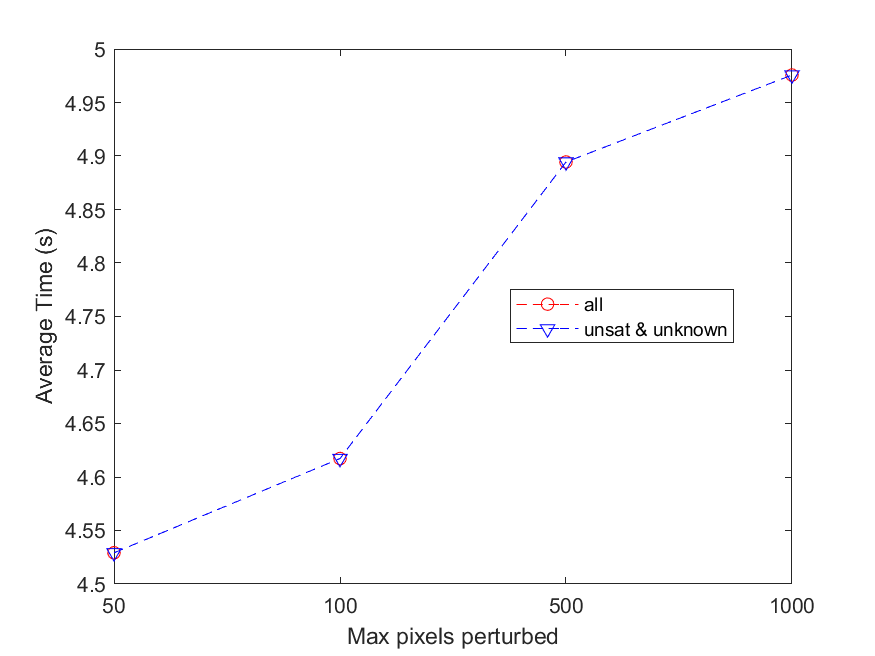 5
4.95
4.9
4.85
4.8
4.75
4.7
4.65
4.6
4.55
4.5
Average Time (s)
all
unsat & unknown
50 100 500 1000
Max pixels perturbed